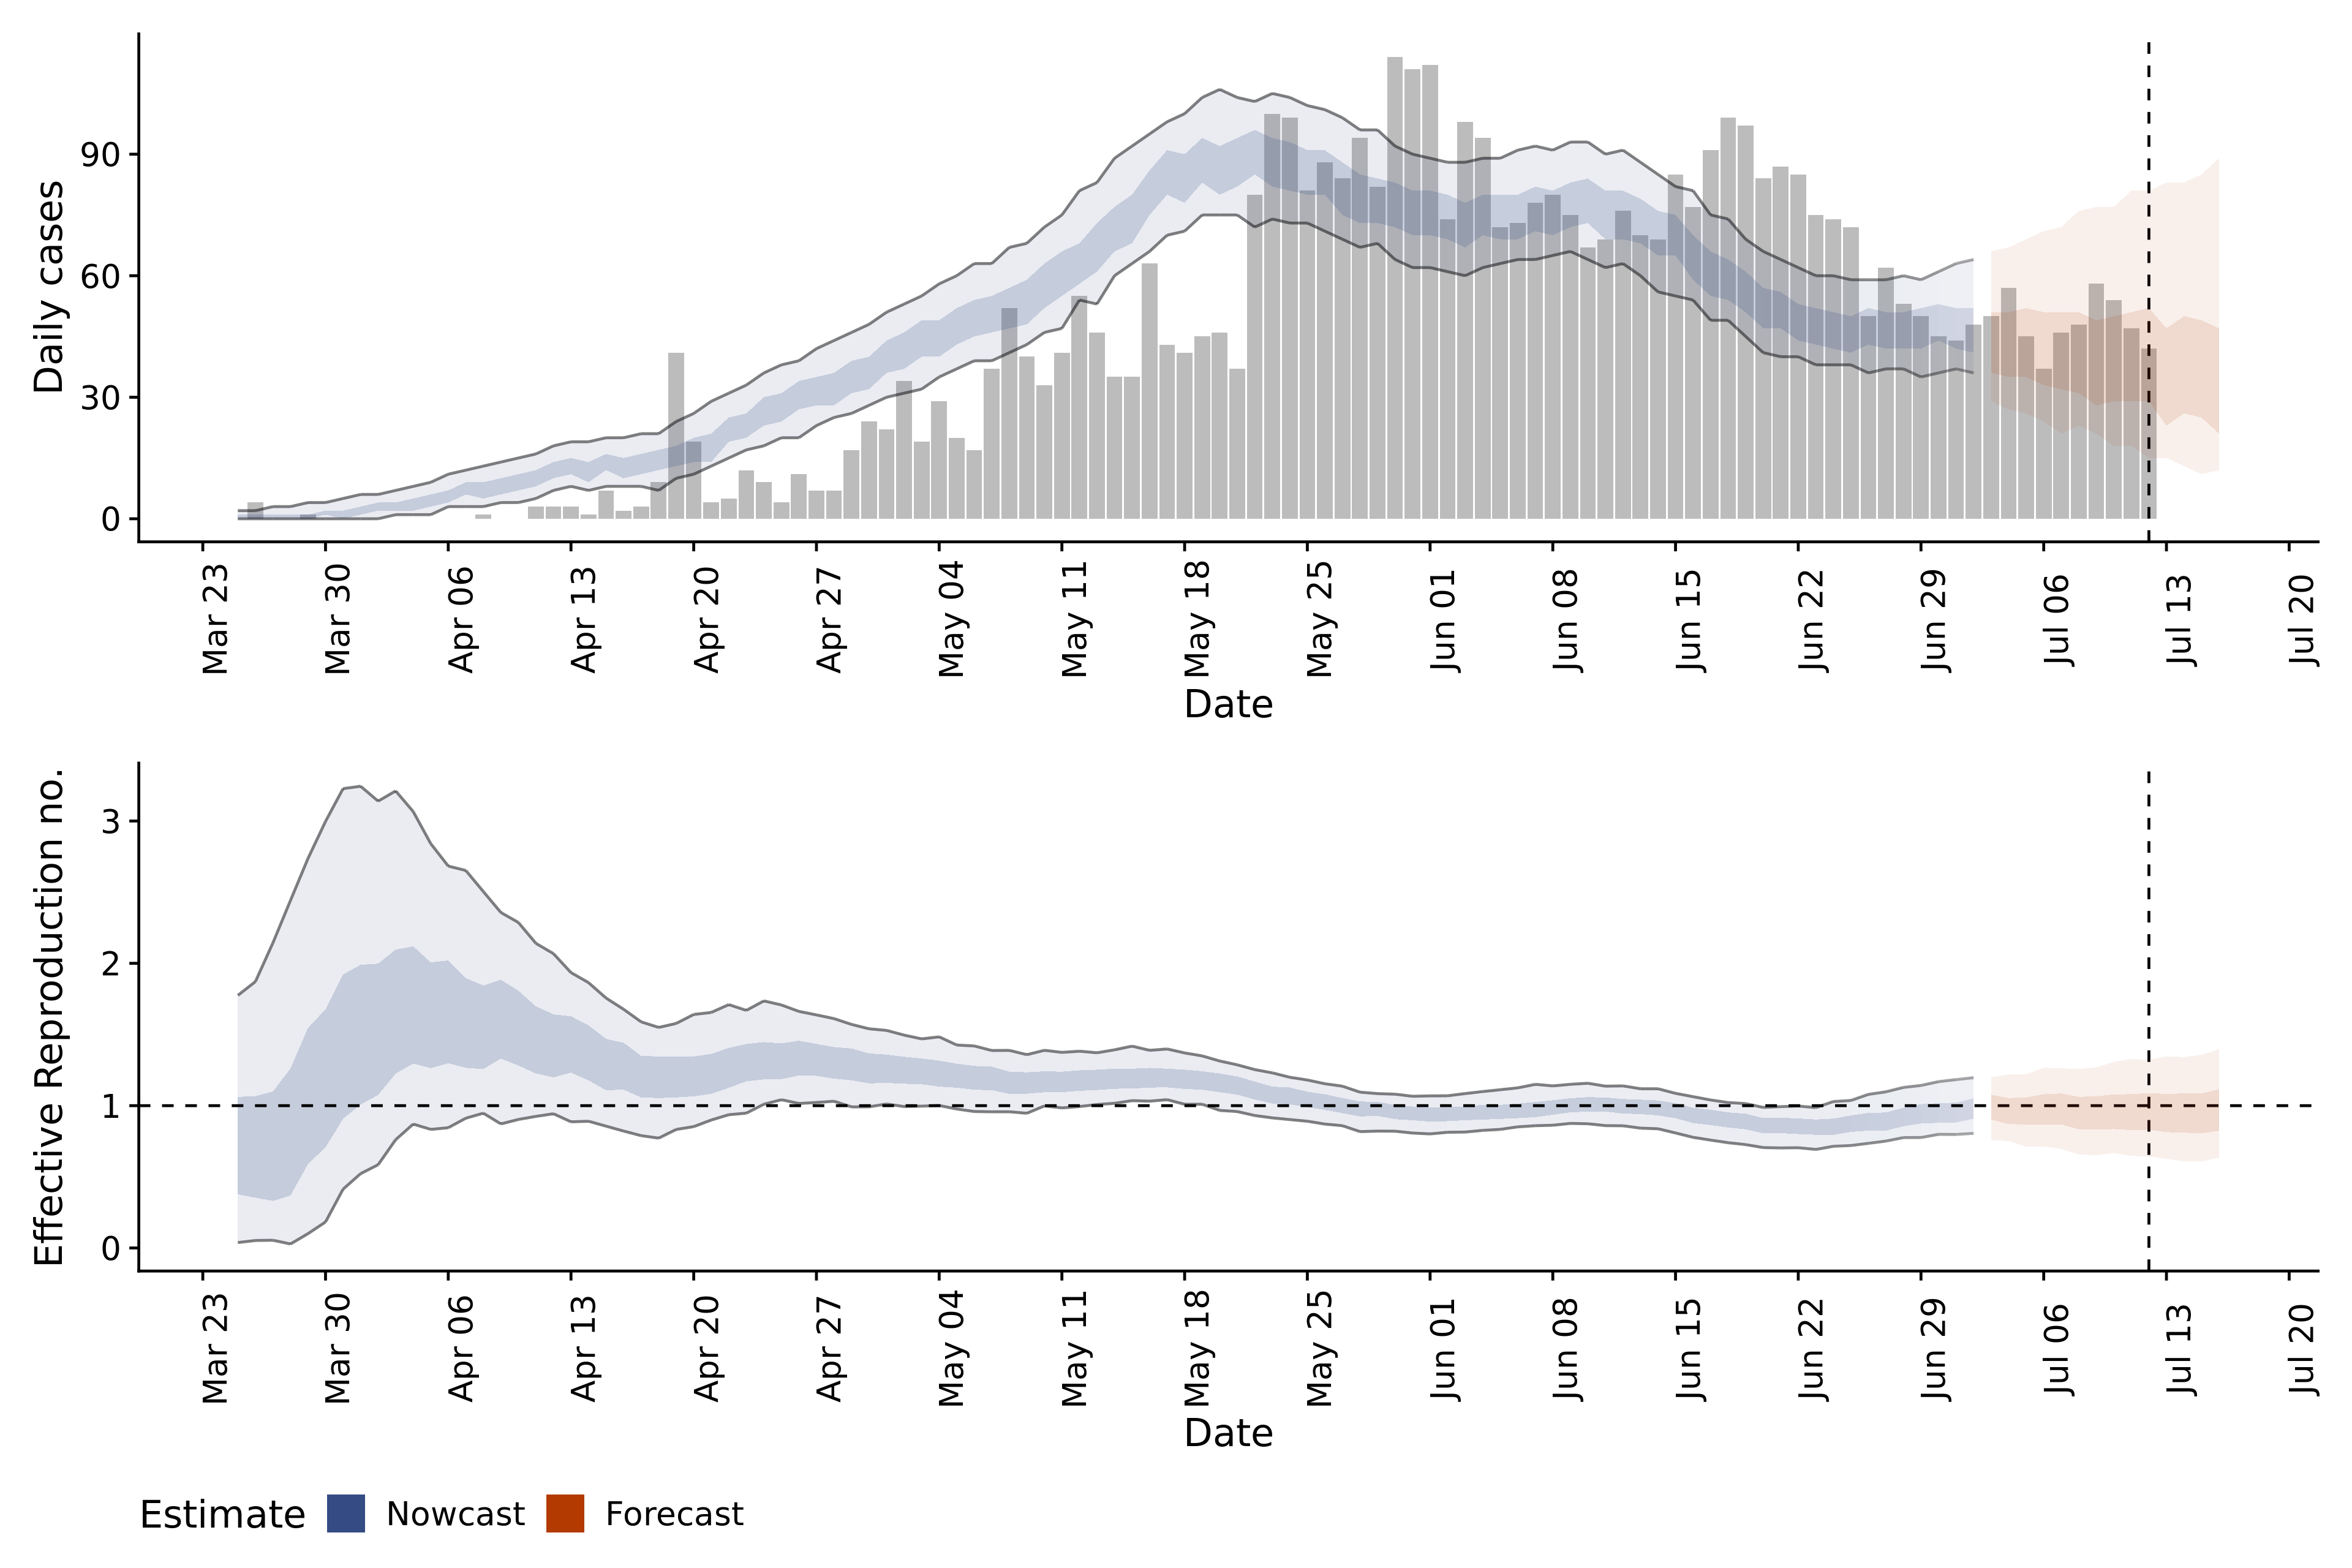 Daily cases
90
60
30
0
Mar 23
Mar 30
Apr 06
Apr 13
Apr 20
Apr 27
May 04
May 11
May 18
May 25
Jun 01
Jun 08
Jun 15
Jun 22
Jun 29
Jul 06
Jul 13
Jul 20
Date
Effective Reproduction no.
3
2
1
0
Mar 23
Mar 30
Apr 06
Apr 13
Apr 20
Apr 27
May 04
May 11
May 18
May 25
Jun 01
Jun 08
Jun 15
Jun 22
Jun 29
Jul 06
Jul 13
Jul 20
Date
Estimate Nowcast Forecast